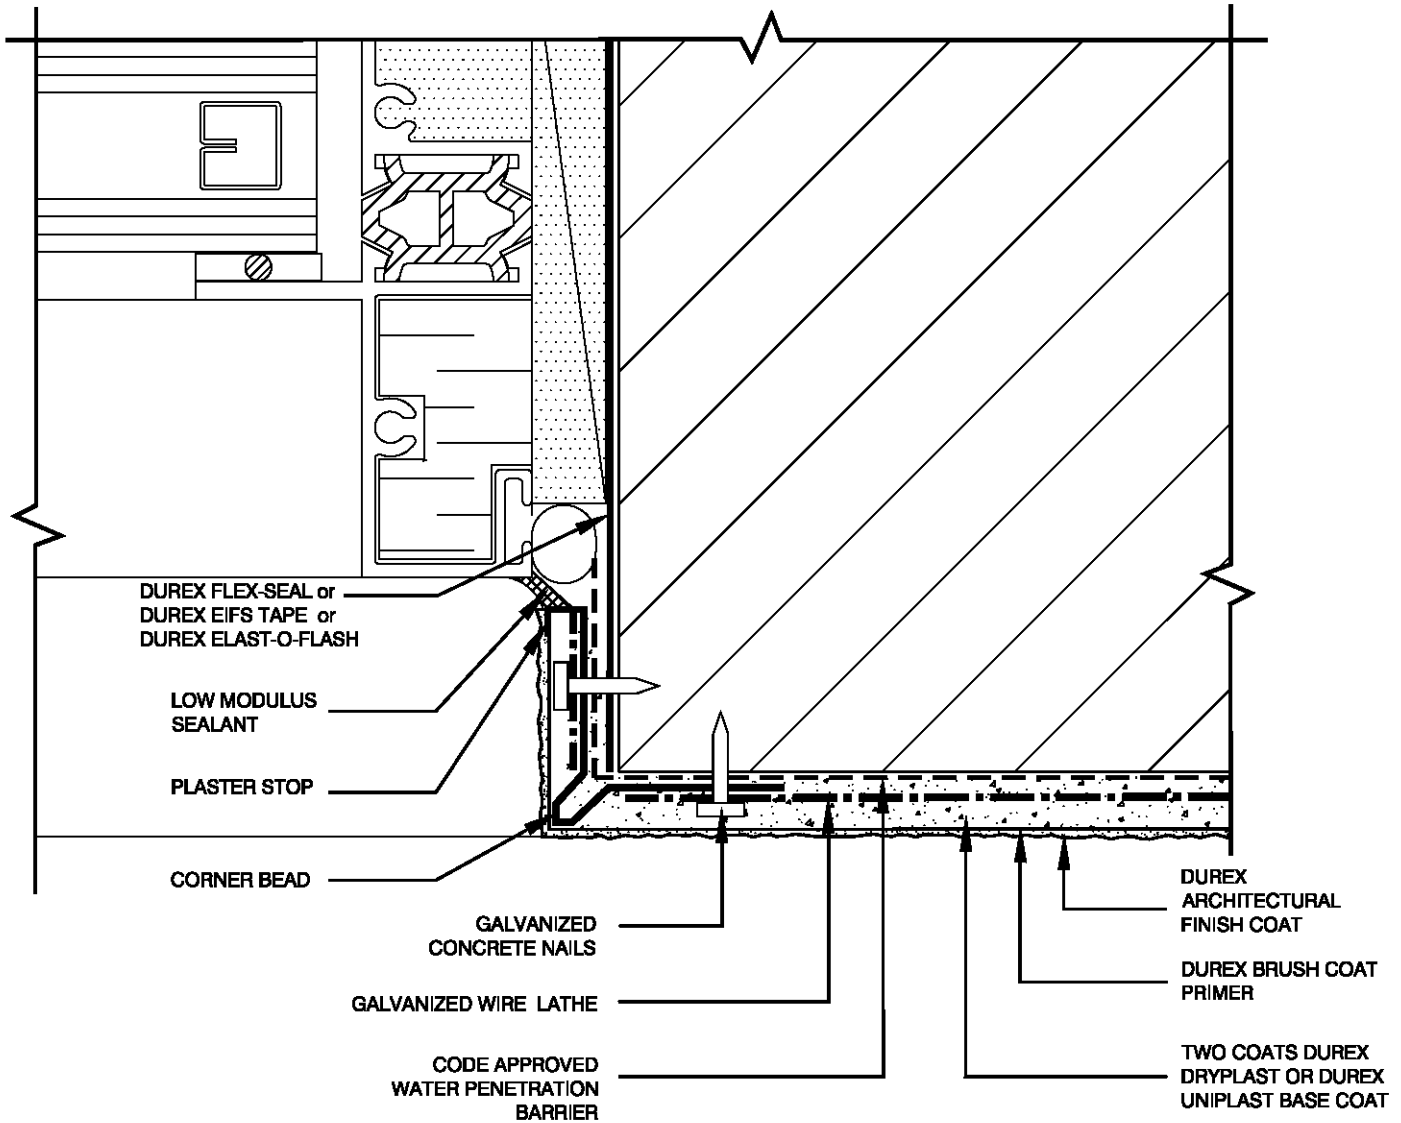 DUREX FLEX-SEAL or
DUREX EIFS TAPE or
DUREX ELAST-O-FLASH
LOW MODULUS
SEALANT
PLASTER STOP
CORNER BEAD
GALVANIZED
CONCRETE NAILS
GALVANIZED WIRE LATHE
CODE APPROVED
WATER PENETRATION
BARRIER
DUREX
ARCHITECTURAL
FINISH COAT
DUREX BRUSH COAT
PRIMER
TWO COATS DUREX
DRYPLAST OR DUREX
UNIPLAST BASE COAT